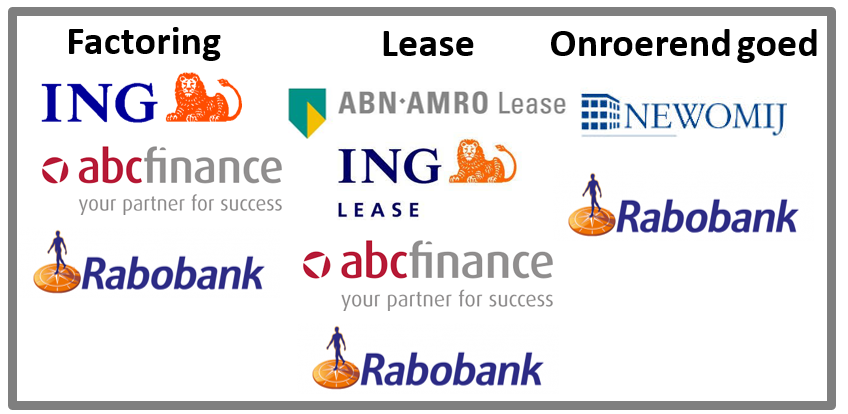 Factoring
ING
abcfinance
your partner for success
Rabobank
Lease
ABN·AMRO Lease
ING
LEASE
abcfinance
your partner for success
Rabobank
Onroerend goed
NEWOMIJ
Rabobank